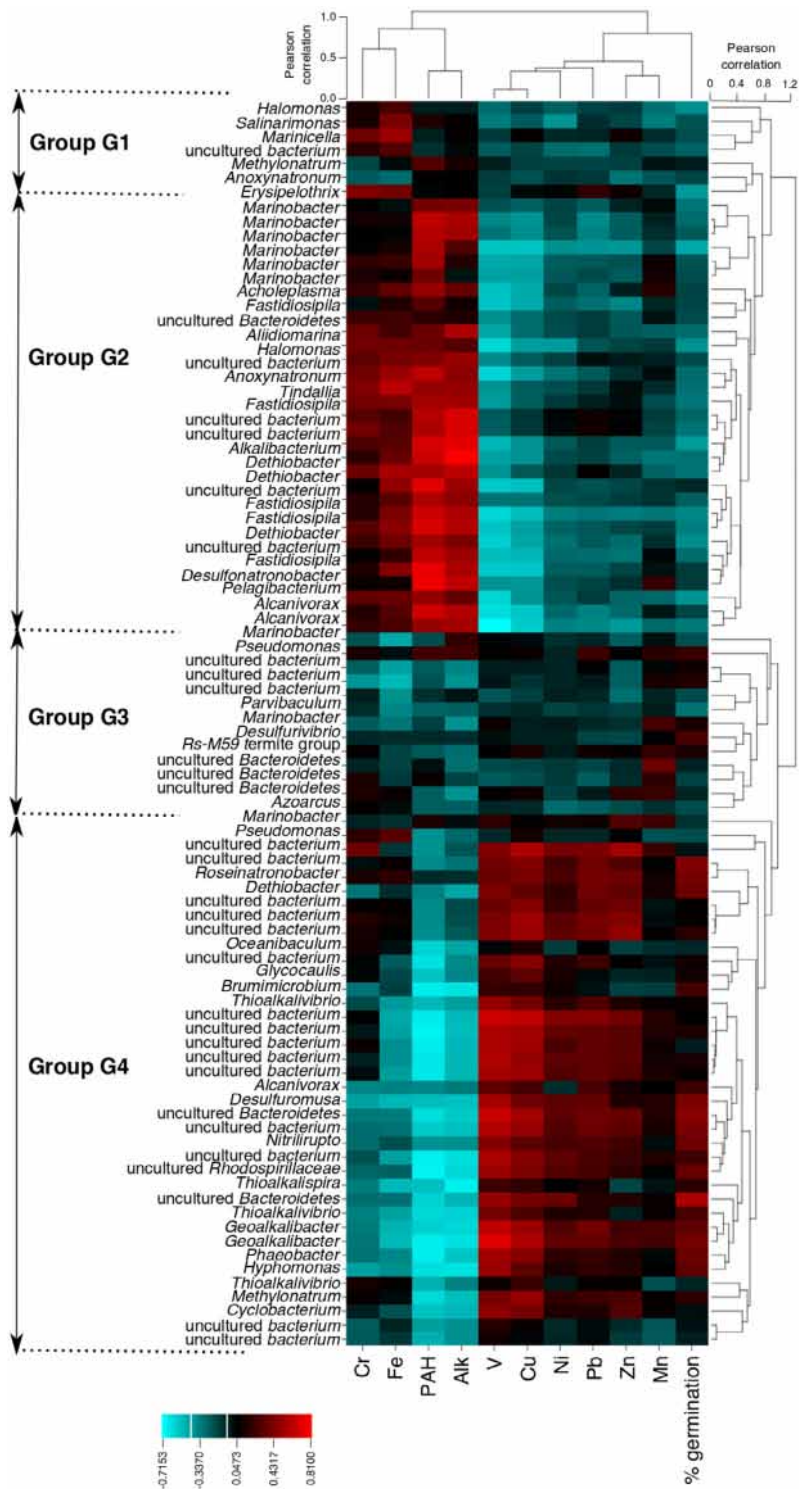 Pearson
correlation
1.0
0.5
0.0
Pearson
correlation
0 0.4 0.8 1.2
Group G1
Halomonas
Salinarimonas
Marinicella
uncultured bacterium
Methylonatrum
Anoxynatronum
Erysipelothrix
Group G2
Marinobacter
Marinobacter
Marinobacter
Marinobacter
Marinobacter
Marinobacter
Acholeplasma
Fastidiosipila
uncultured Bacteroidetes
Aliidiomarina
Halomonas
uncultured bacterium
Anoxynatronum
Tindallia
Fastidiosipila
uncultured bacterium
uncultured bacterium
Alkalibacterium
Dethiobacter
Dethiobacter
uncultured bacterium
Fastidiosipila
Fastidiosipila
Dethiobacter
uncultured bacterium
Fastidiosipila
Desulfonatronobacter
Pelagibacterium
Alcanivorax
Alcanivorax
Marinobacter
Group G3
Pseudomonas
uncultured bacterium
uncultured bacterium
uncultured bacterium
Parvibaculum
Marinobacter
Desulfurivibrio
Rs-M59 termite group
uncultured Bacteroidetes
uncultured Bacteroidetes
uncultured Bacteroidetes
Azoarcus
Marinobacter
Group G4
Pseudomonas
uncultured bacterium
uncultured bacterium
Roseinatronobacter
Dethiobacter
uncultured bacterium
uncultured bacterium
uncultured bacterium
Oceanibaculum
uncultured bacterium
Glycocaulis
Brumimicrobium
Thioalkalivibrio
uncultured bacterium
uncultured bacterium
uncultured bacterium
uncultured bacterium
uncultured bacterium
Alcanivorax
Desulfuromusa
uncultured Bacteroidetes
uncultured bacterium
Nitrilirupto
uncultured bacterium
uncultured Rhodospirillaceae
Thioalkalispira
uncultured Bacteroidetes
Thioalkalivibrio
Geoalkalibacter
Geoalkalibacter
Phaeobacter
Hyphomonas
Thioalkalivibrio
Methylonatrum
Cyclobacterium
uncultured bacterium
uncultured bacterium
Cr Fe PAH Alk V Cu Ni Pb Zn Mn % germination
-0.7153 -0.3370 0.0473 0.4317 0.8100